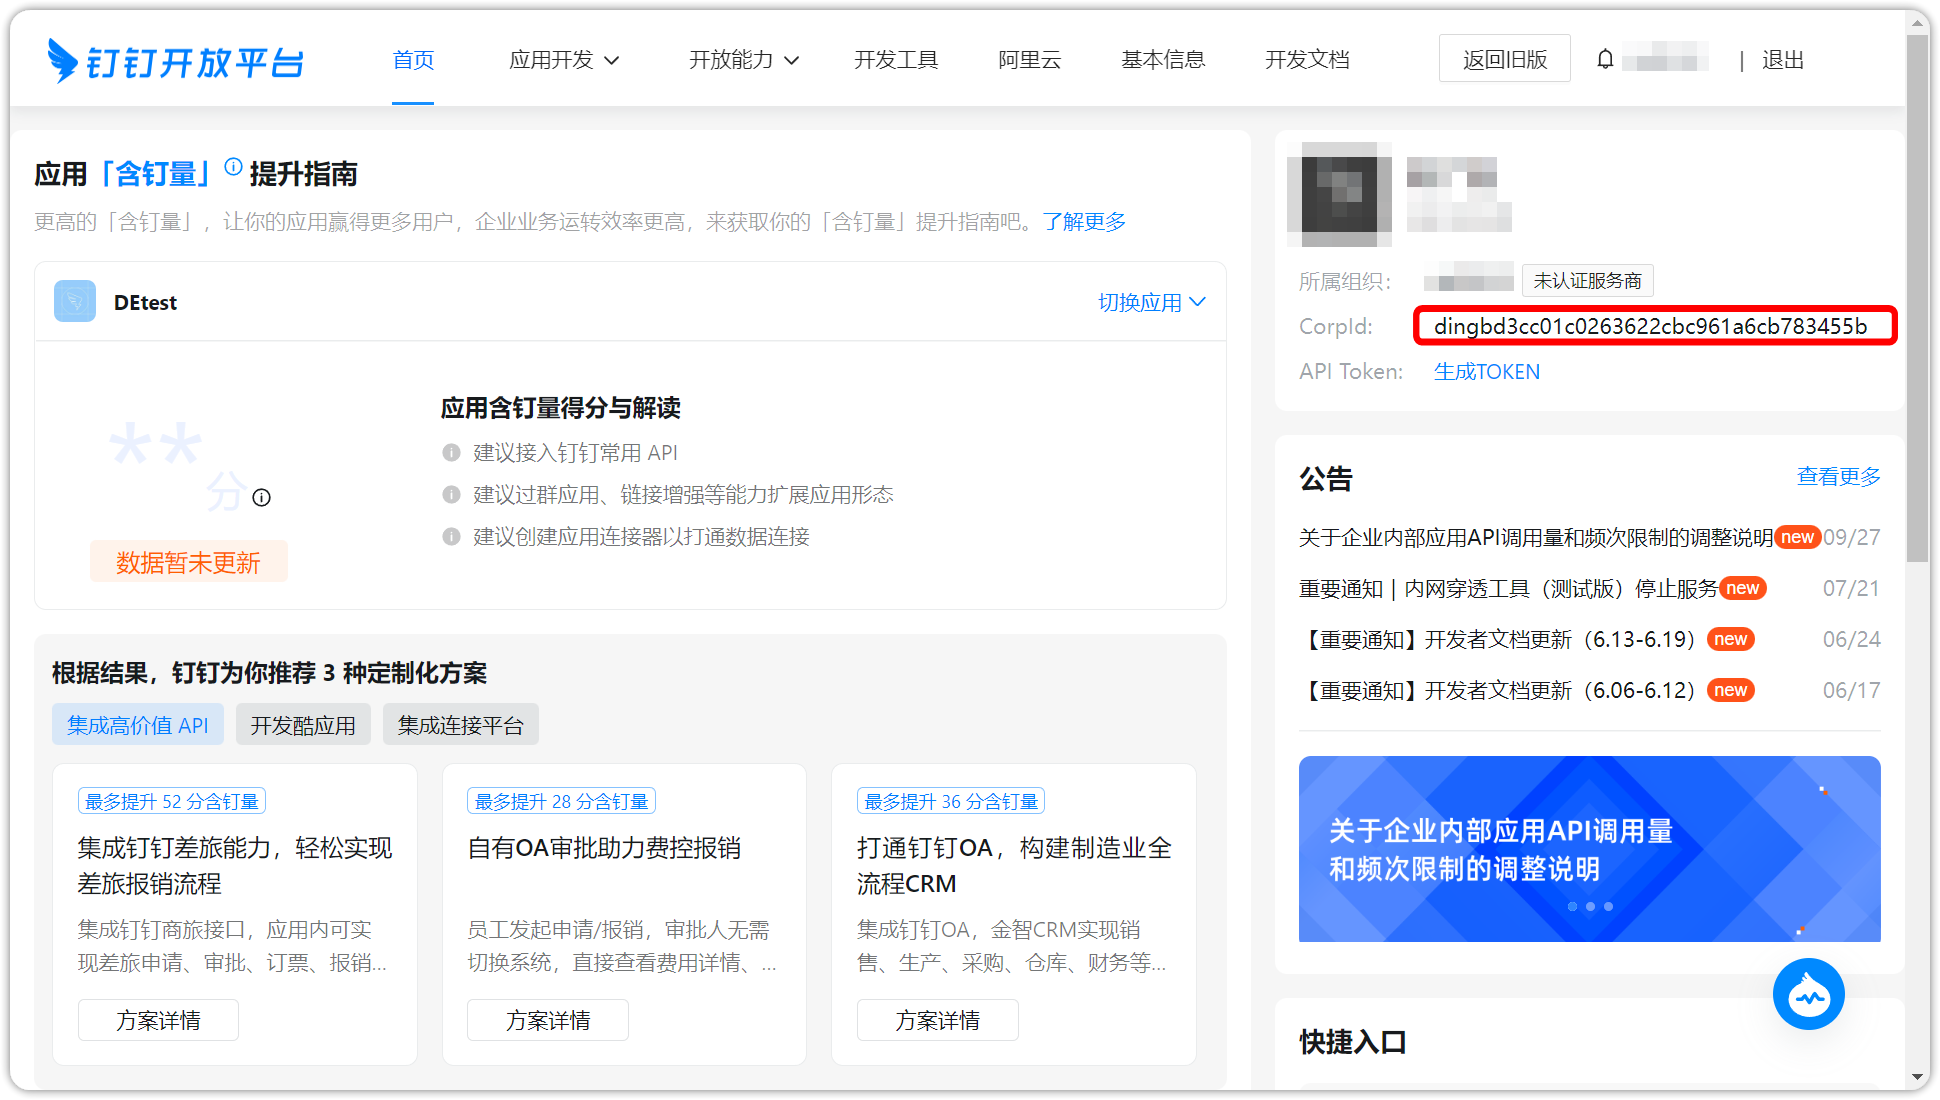 钉钉开放平台
首页
应用开发
开放能力
开发工具
阿里云
基本信息
开发文档
返回旧版
|
退出
应用「含钉量」提升指南
更高的「含钉量」，让你的应用赢得更多用户，企业业务运转效率更高，来获取你的「含钉量」提升指南吧。了解更多
DEtest
切换应用
**分
数据暂未更新
应用含钉量得分与解读
建议接入钉钉常用 API
建议过群应用、链接增强等能力扩展应用形态
建议创建应用连接器以打通数据连接
根据结果，钉钉为你推荐 3 种定制化方案
集成高价值 API
开发酷应用
集成连接平台
最多提升 52 分含钉量
集成钉钉差旅能力，轻松实现
差旅报销流程
集成钉钉商旅接口，应用内可实
现差旅申请、审批、订票、报销...
方案详情
最多提升 28 分含钉量
自有OA审批助力费控报销
员工发起申请/报销，审批人无需
切换系统，直接查看费用详情、...
方案详情
最多提升 36 分含钉量
打通钉钉OA，构建制造业全
流程CRM
集成钉钉OA，金智CRM实现销
售、生产、采购、仓库、财务等...
方案详情
所属组织：
未认证服务商
CorpId:
dingbd3cc01c0263622cbc961a6cb783455b
API Token:
生成TOKEN
公告
查看更多
关于企业内部应用API调用量和频次限制的调整说明 new 09/27
重要通知 | 内网穿透工具（测试版）停止服务 new 07/21
【重要通知】开发者文档更新（6.13-6.19） new 06/24
【重要通知】开发者文档更新（6.06-6.12） new 06/17
关于企业内部应用API调用量
和频次限制的调整说明
快捷入口